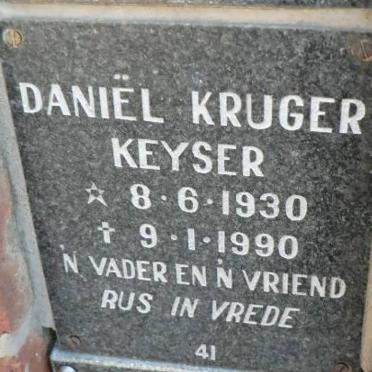 DANIËL KRUGER
KEYSER
☆ 8·6·1930
† 9·1·1990
'N VADER EN 'N VRIEND
RUS IN VREDE
41